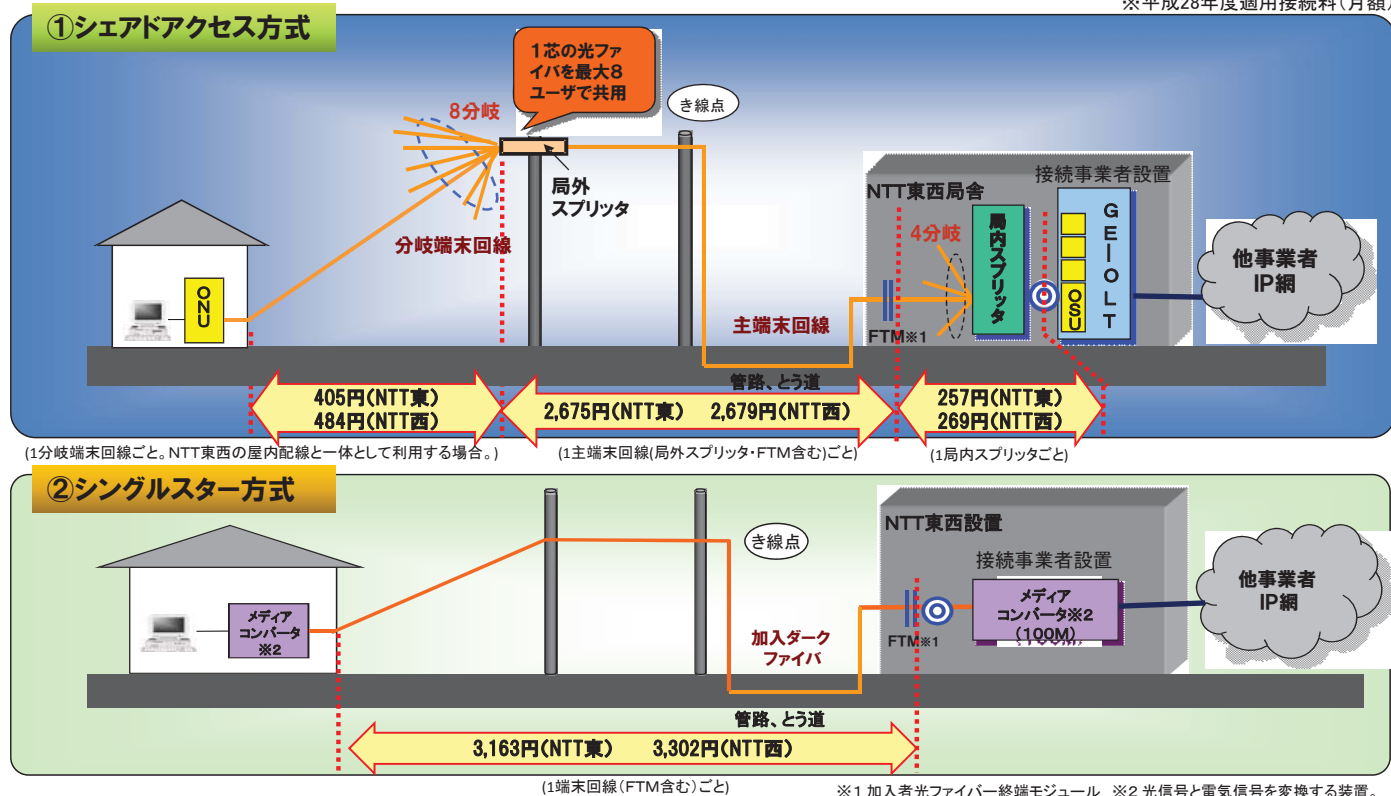 ※平成28年度適用接続料(月額)
①シェアドアクセス方式
1芯の光ファ
イバを最大8
ユーザで共用
き線点
8分岐
局外
スプリッタ
分岐端末回線
ONU
主端末回線
NTT東西局舎
接続事業者設置
4分岐
局内スプリッタ
GE|OLT
OSU
FTM※1
他事業者
IP網
管路、とう道
405円(NTT東)
484円(NTT西)
2,675円(NTT東) 2,679円(NTT西)
257円(NTT東)
269円(NTT西)
(1分岐端末回線ごと。NTT東西の屋内配線と一体として利用する場合。)
(1主端末回線(局外スプリッタ・FTM含む)ごと)
(1局内スプリッタごと)
②シングルスター方式
き線点
メディア
コンバータ
※2
加入ダーク
ファイバ
NTT東西設置
接続事業者設置
メディア
コンバータ※2
(100M)
FTM※1
他事業者
IP網
管路、とう道
3,163円(NTT東) 3,302円(NTT西)
(1端末回線(FTM含む)ごと)
※1 加入者光ファイバー終端モジュール ※2 光信号と電気信号を変換する装置。